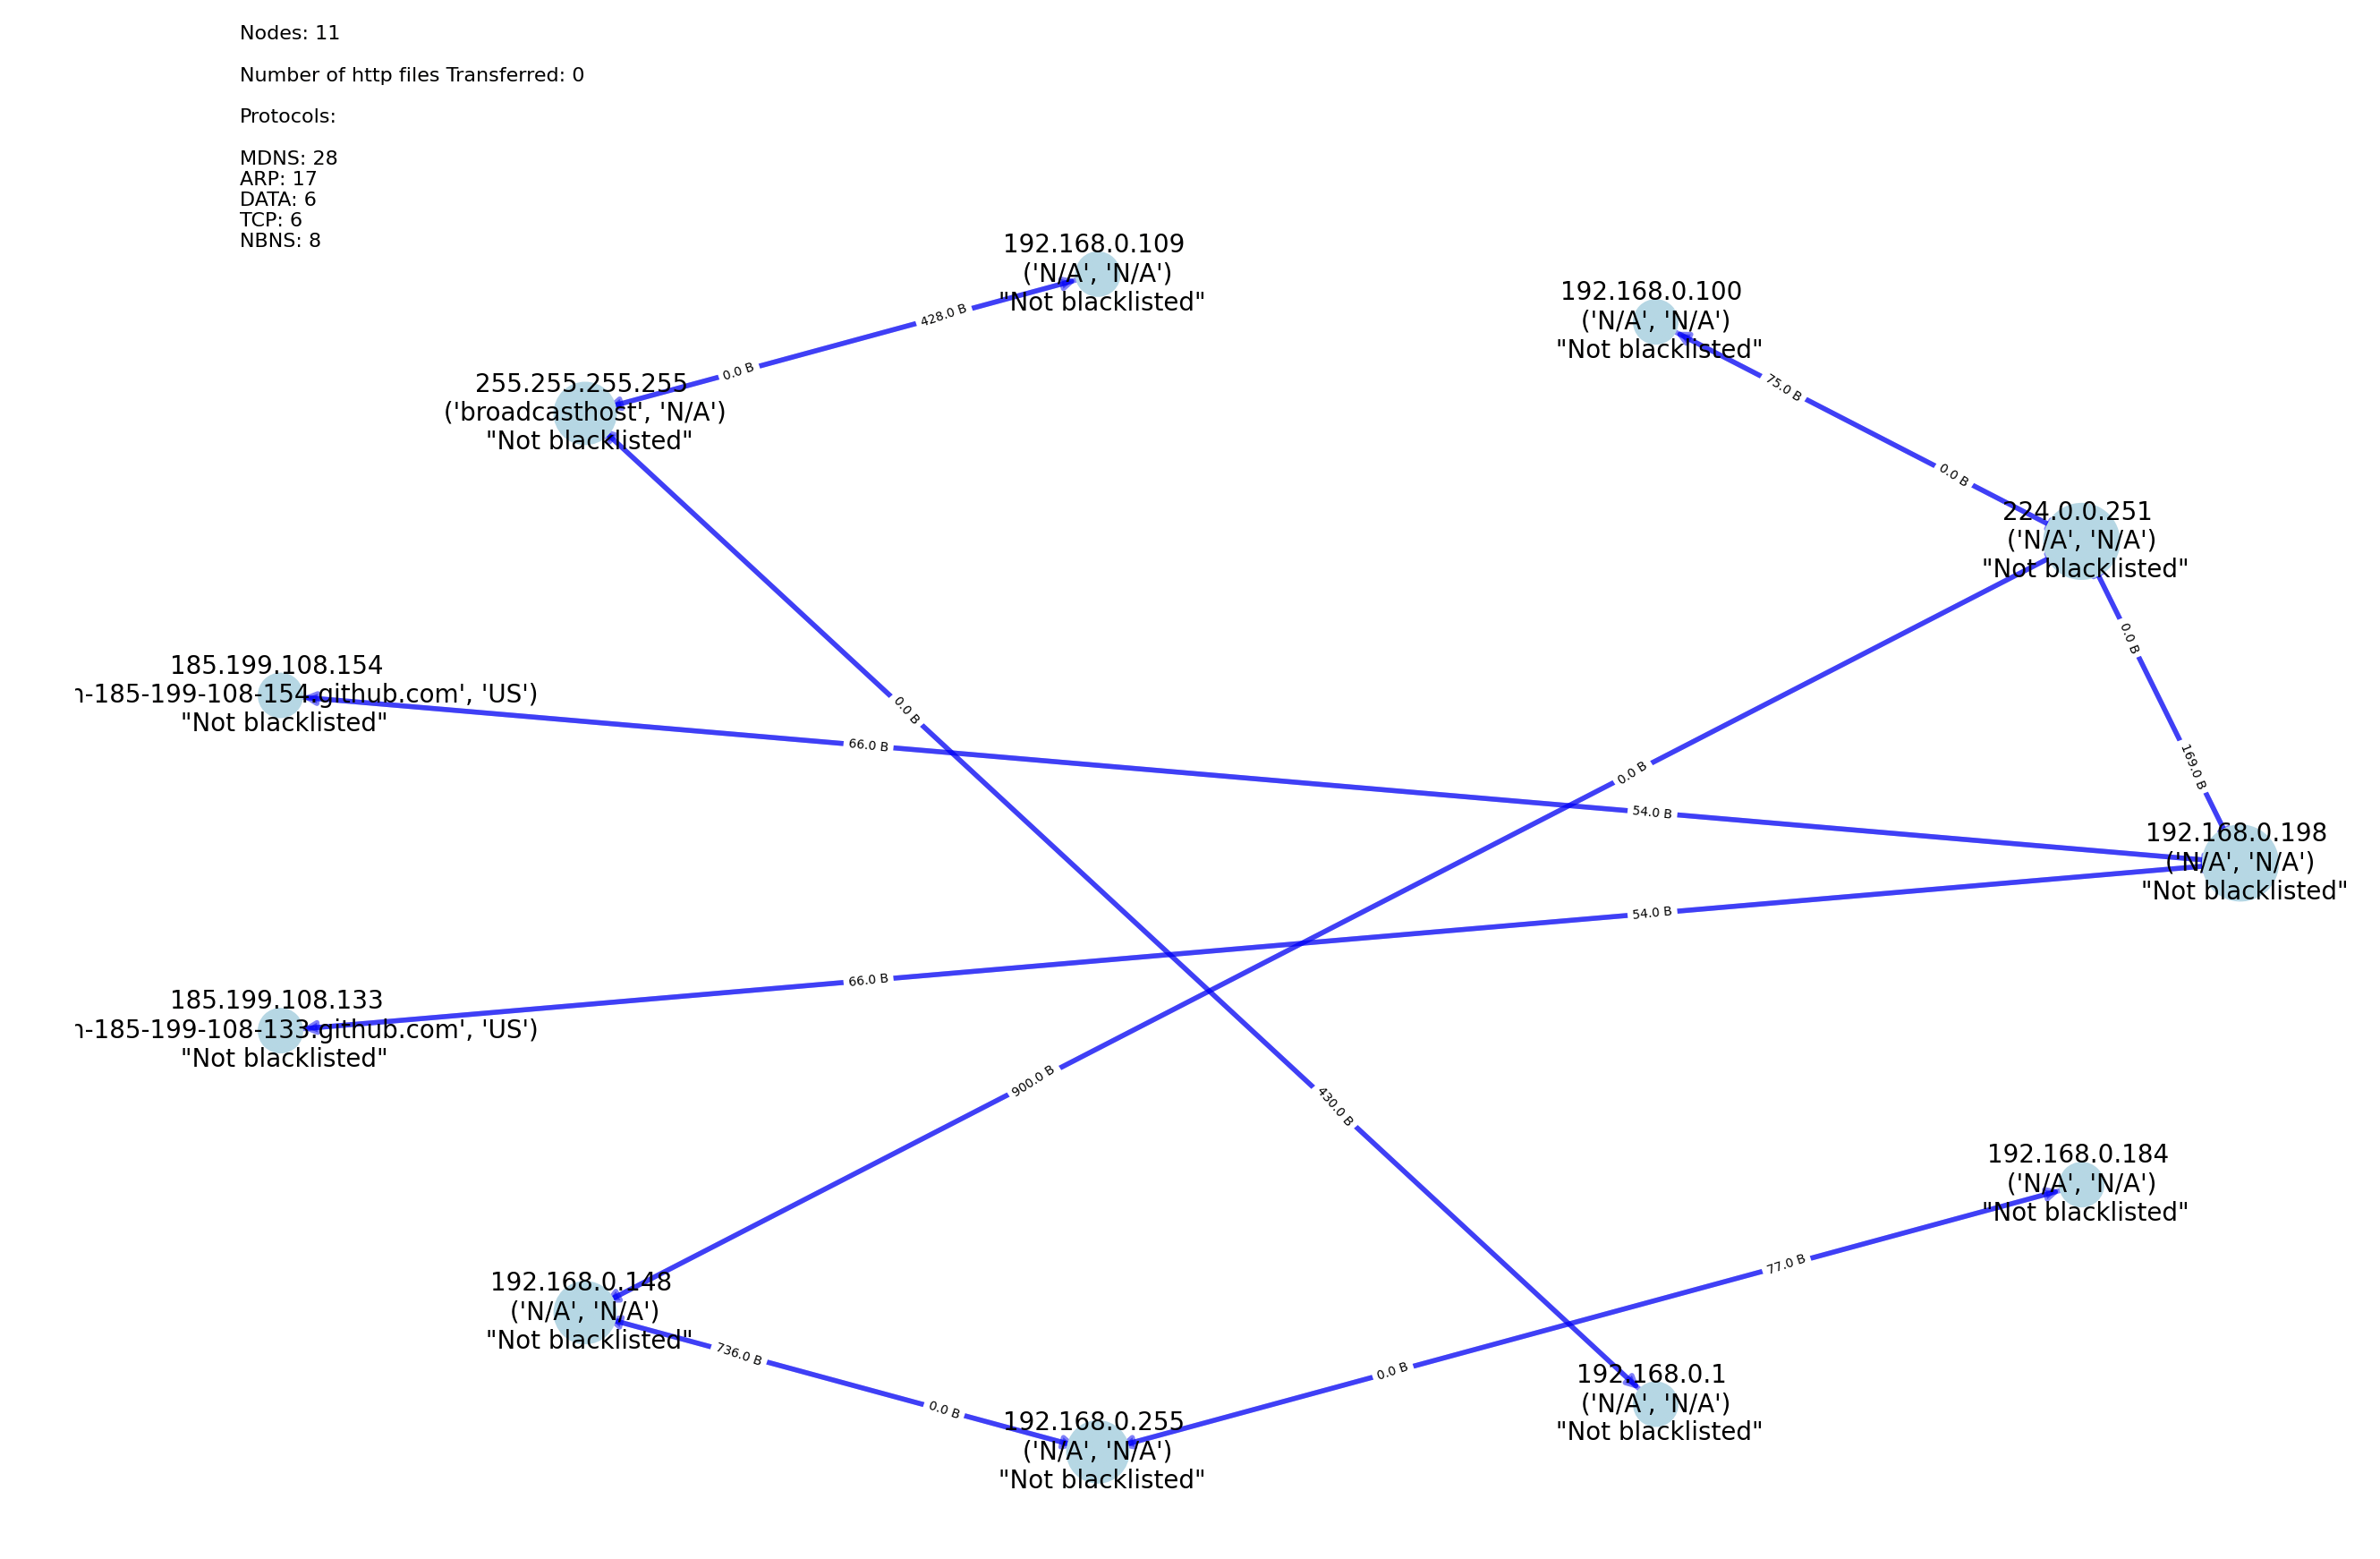 Nodes: 11
Number of http files Transferred: 0
Protocols:
MDNS: 28
ARP: 17
DATA: 6
TCP: 6
NBNS: 8
192.168.0.109
('N/A', 'N/A')
"Not blacklisted"
192.168.0.100
('N/A', 'N/A')
"Not blacklisted"
428.0 B
0.0 B
75.0 B
255.255.255.255
('broadcasthost', 'N/A')
"Not blacklisted"
0.0 B
224.0.0.251
('N/A', 'N/A')
"Not blacklisted"
0.0 B
185.199.108.154
-185-199-108-154.github.com', 'US')
"Not blacklisted"
0.0 B
66.0 B
0.0 B
169.0 B
54.0 B
192.168.0.198
('N/A', 'N/A')
"Not blacklisted"
54.0 B
66.0 B
185.199.108.133
-185-199-108-133.github.com', 'US')
"Not blacklisted"
900.0 B
430.0 B
192.168.0.184
('N/A', 'N/A')
"Not blacklisted"
77.0 B
192.168.0.148
('N/A', 'N/A')
"Not blacklisted"
736.0 B
0.0 B
0.0 B
192.168.0.1
('N/A', 'N/A')
"Not blacklisted"
192.168.0.255
('N/A', 'N/A')
"Not blacklisted"